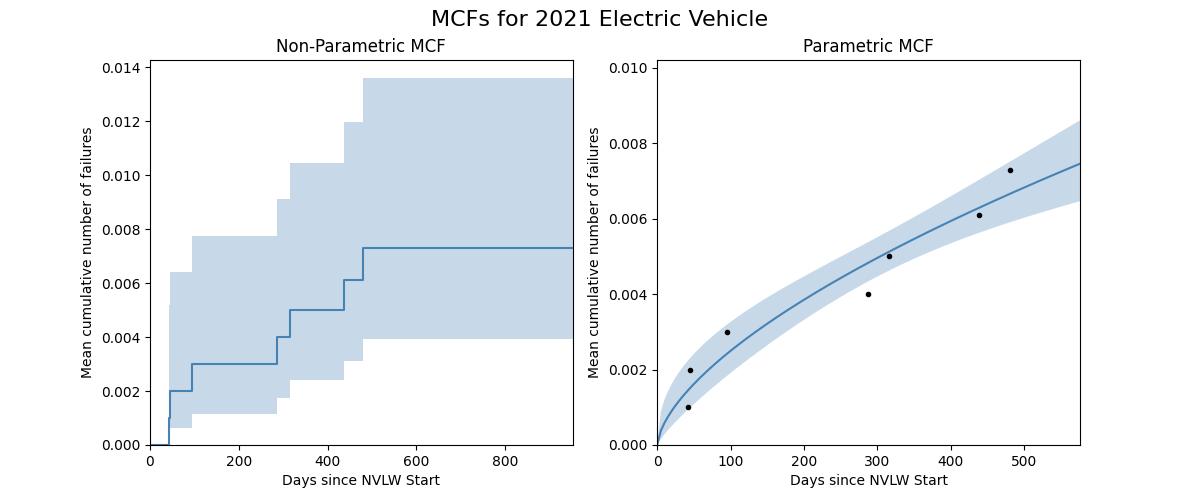 MCFs for 2021 Electric Vehicle
Non-Parametric MCF
Mean cumulative number of failures
0.014
0.012
0.010
0.008
0.006
0.004
0.002
0.000
0 200 400 600 800
Days since NVLW Start
Parametric MCF
Mean cumulative number of failures
0.010
0.008
0.006
0.004
0.002
0.000
0 100 200 300 400 500
Days since NVLW Start